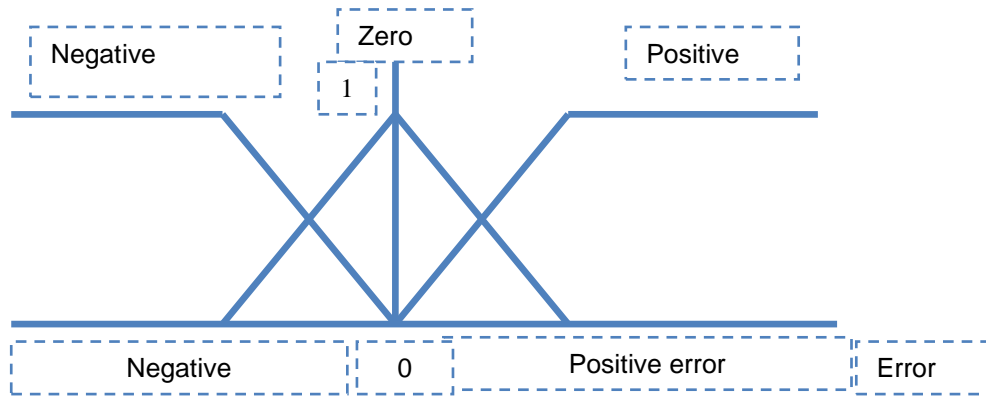 Zero
Negative
Positive
1
Negative
0
Positive error
Error